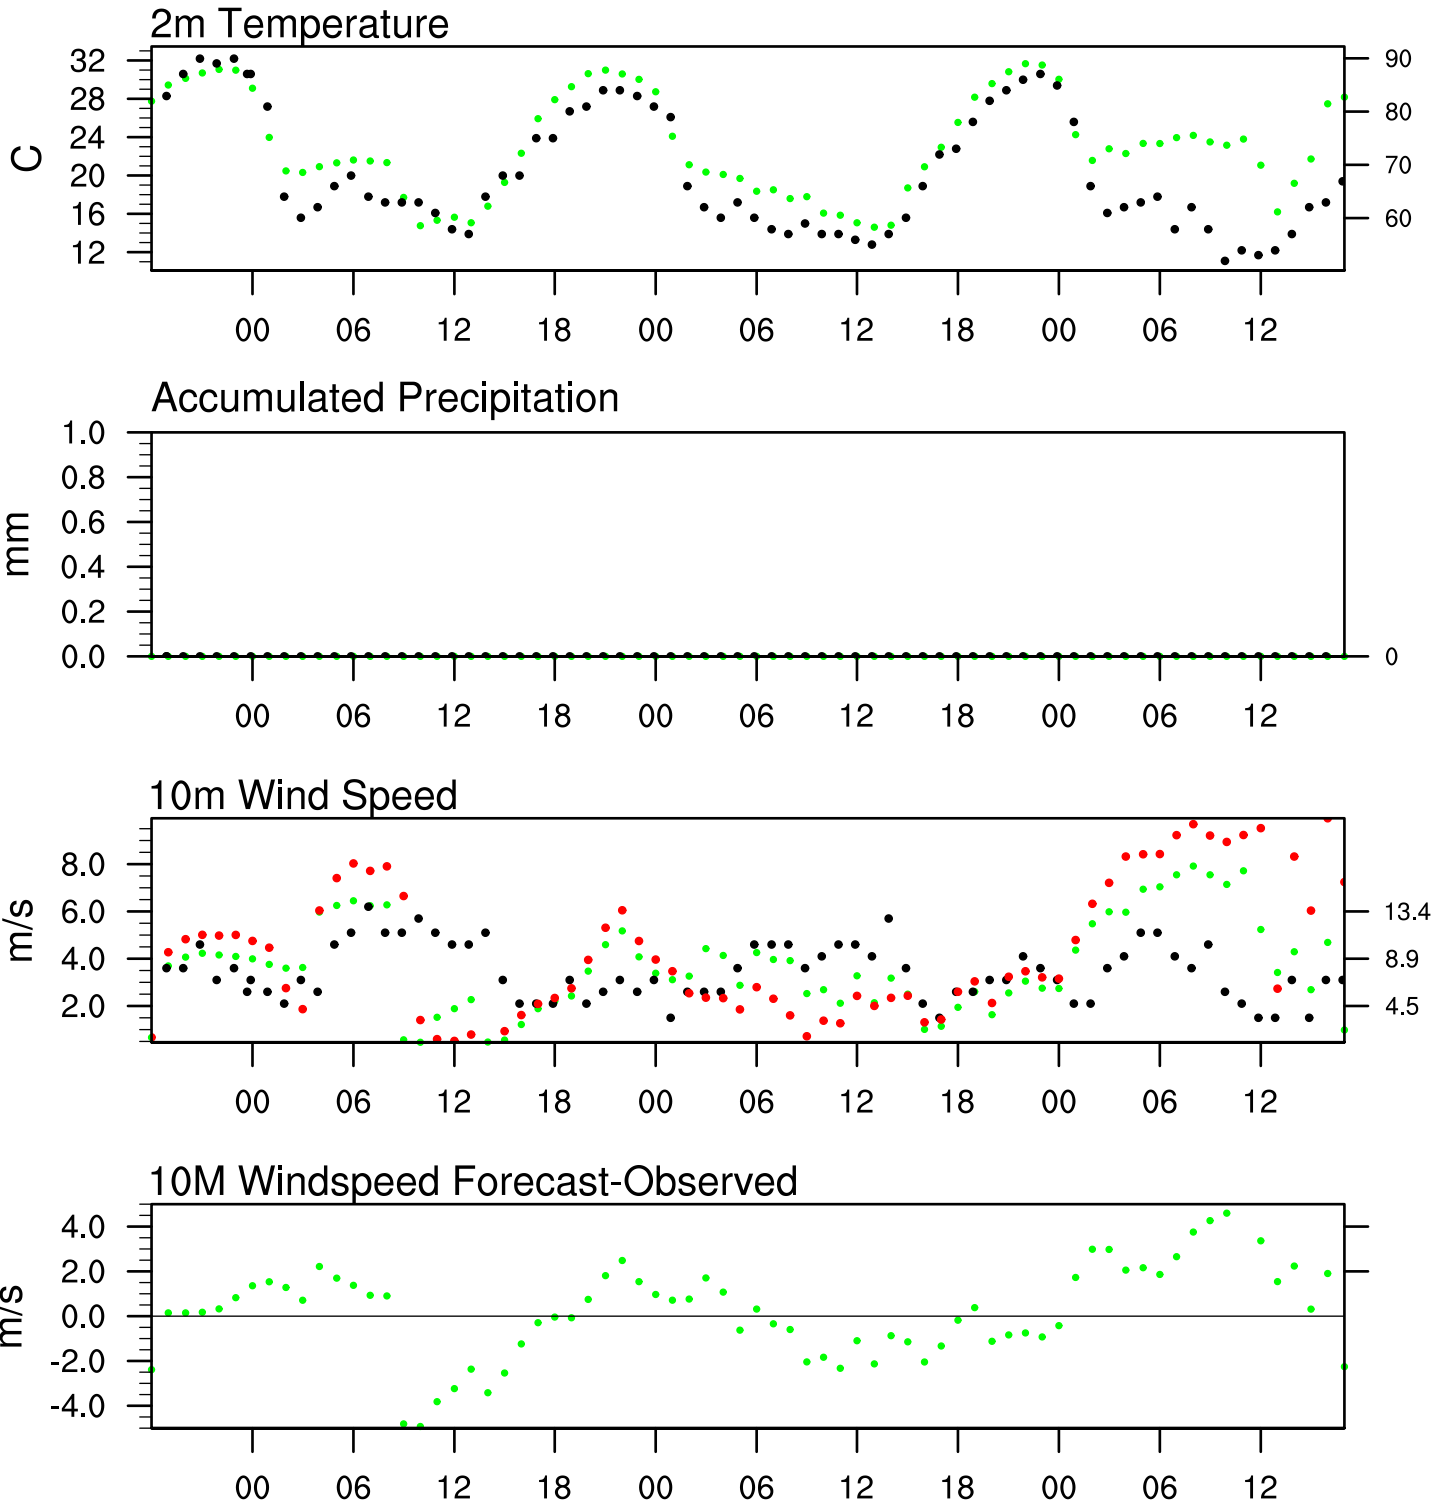 2m Temperature
32
28
24
20
16
12
C
90
80
70
60
00 06 12 18 00 06 12 18 00 06 12
Accumulated Precipitation
1.0
0.8
0.6
0.4
0.2
0.0
mm
0
00 06 12 18 00 06 12 18 00 06 12
10m Wind Speed
8.0
6.0
4.0
2.0
m/s
13.4
8.9
4.5
00 06 12 18 00 06 12 18 00 06 12
10M Windspeed Forecast-Observed
4.0
2.0
0.0
-2.0
-4.0
m/s
00 06 12 18 00 06 12 18 00 06 12